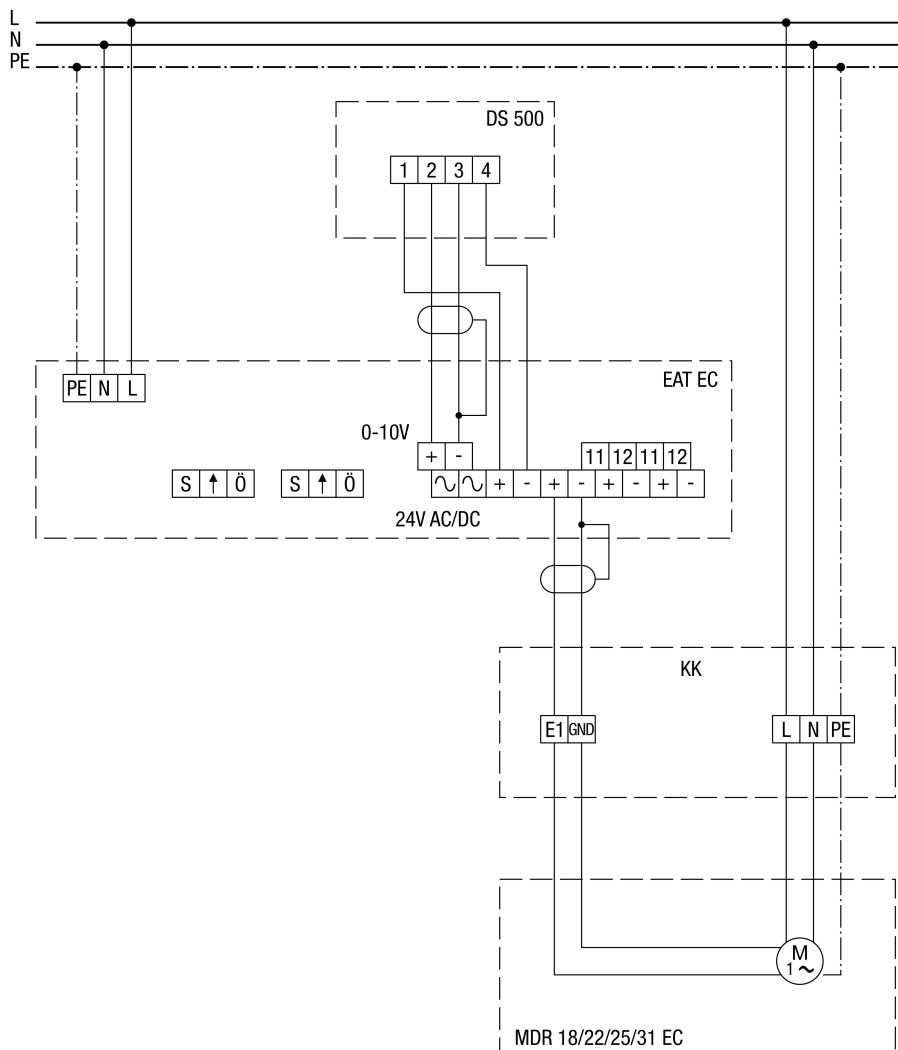 L
N
PE
DS 500
1 2 3 4
EAT EC
PE N L
0-10V
+ -
11 12 11 12
S ↑ Ö S ↑ Ö
∿ ∿ + - + - + - + -
24V AC/DC
KK
E1 GND
L N PE
M
1 ~
MDR 18/22/25/31 EC